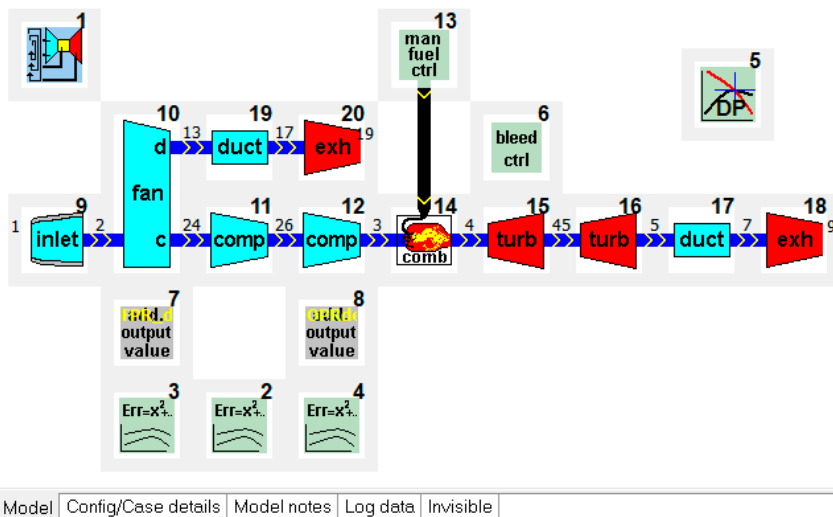 1
13
man
fuel
ctrl
5
DP
10
19
20
6
13
17
19
d
duct
exh
bleed
ctrl
fan
9
11
12
14
15
16
17
18
1
2
24
26
3
4
45
5
7
9
c
inlet
comp
comp
comb
turb
turb
duct
exh
7
8
output
value
output
value
3
2
4
Err=x²+..
Err=x²+..
Err=x²+..
Model
Config/Case details
Model notes
Log data
Invisible